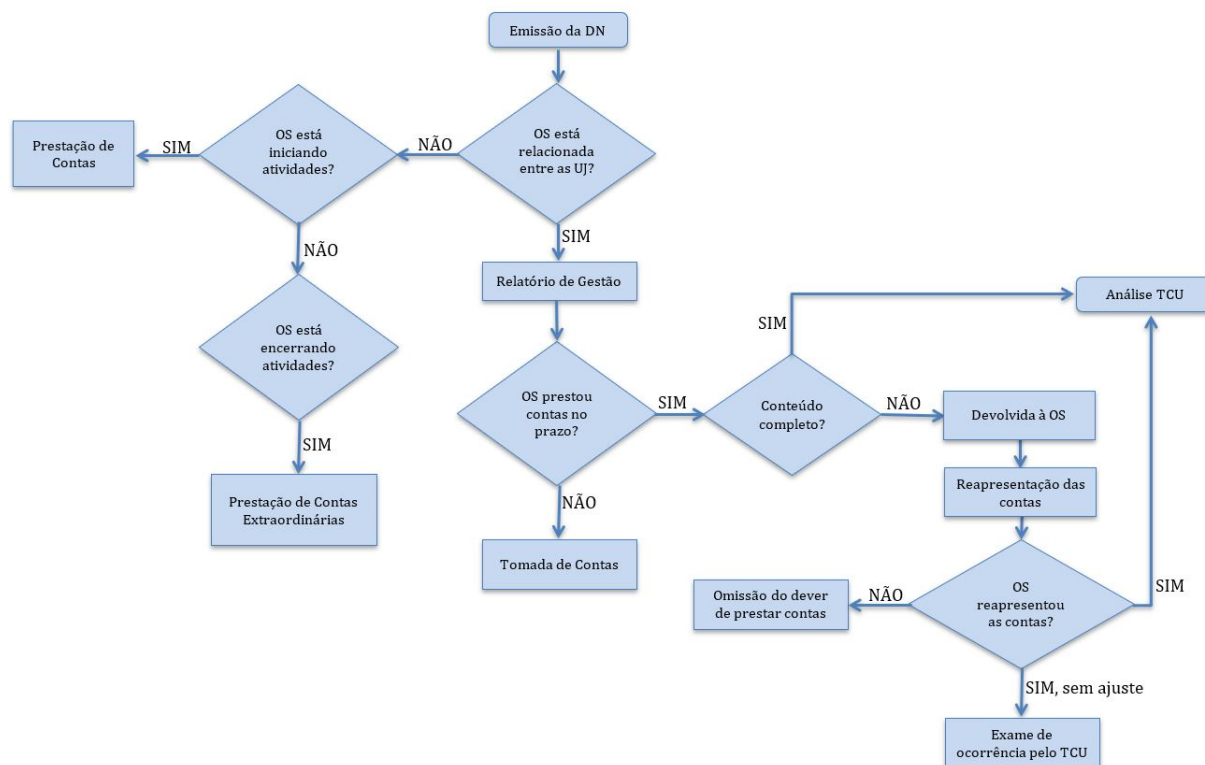 Emissão da DN
OS está
relacionada
entre as UJ?
NÃO
OS está
iniciando
atividades?
SIM
Prestação de
Contas
NÃO
OS está
encerrando
atividades?
SIM
Prestação de Contas
Extraordinárias
SIM
Relatório de Gestão
OS prestou
contas no
prazo?
NÃO
Tomada de Contas
SIM
Conteúdo
completo?
SIM
Análise TCU
NÃO
Devolvida à OS
Reapresentação das
contas
OS
reapresentou
as contas?
SIM
NÃO
Omissão do dever
de prestar contas
SIM, sem ajuste
Exame de
ocorrência pelo TCU